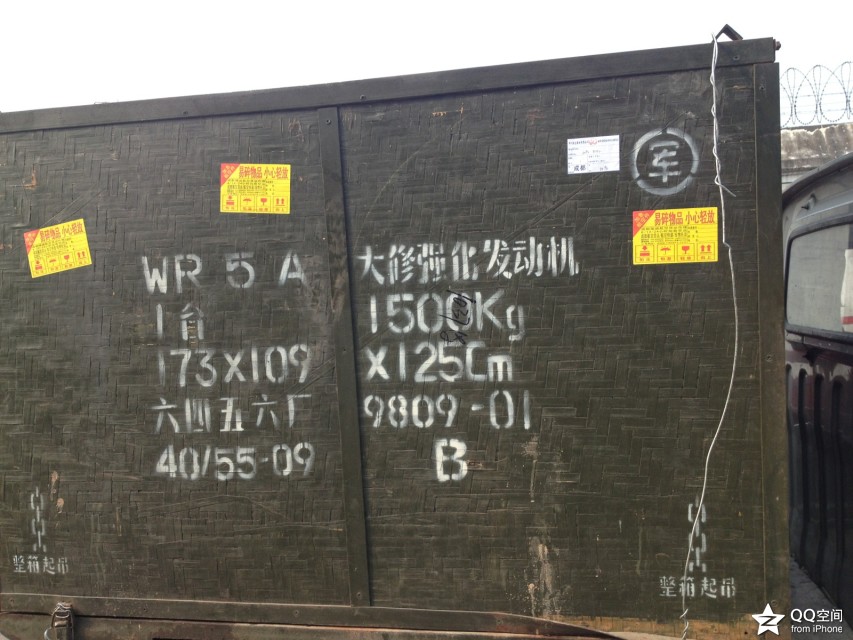 军
易碎物品 小心轻放
易碎物品 小心轻放
易碎物品 小心轻放
成都
WR5A 大修强化发动机
1台 1500Kg
173X109 X125Cm
六四五六厂 9809-01
40/55-09 B
整箱起吊
整箱起吊
QQ空间
from iPhone